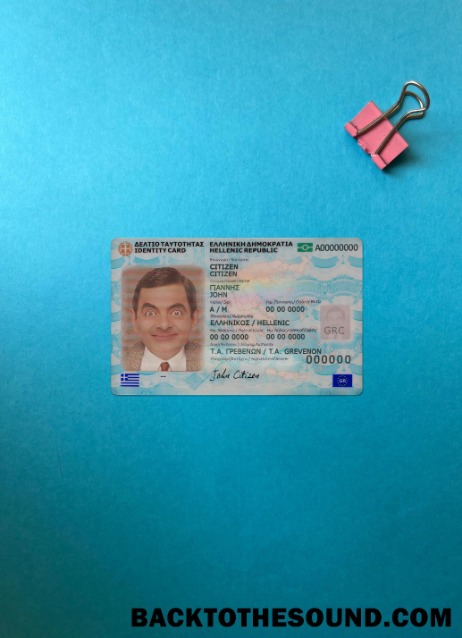 ΔΕΛΤΙΟ ΤΑΥΤΟΤΗΤΑΣ
IDENTITY CARD
ΕΛΛΗΝΙΚΗ ΔΗΜΟΚΡΑΤΙΑ
HELLENIC REPUBLIC
A00000000
CITIZEN
CITIZEN
ΓΙΑΝΝΗΣ
JOHN
A / M.
00 00 0000
ΕΛΛΗΝΙΚΟΣ / HELLENIC
00 00 0000
00 00 0000
GRC
Τ.Α. ΓΡΕΒΕΝΩΝ / T.A. GREVENON
000000
John Citizen
GR
BACKTOTHESOUND.COM